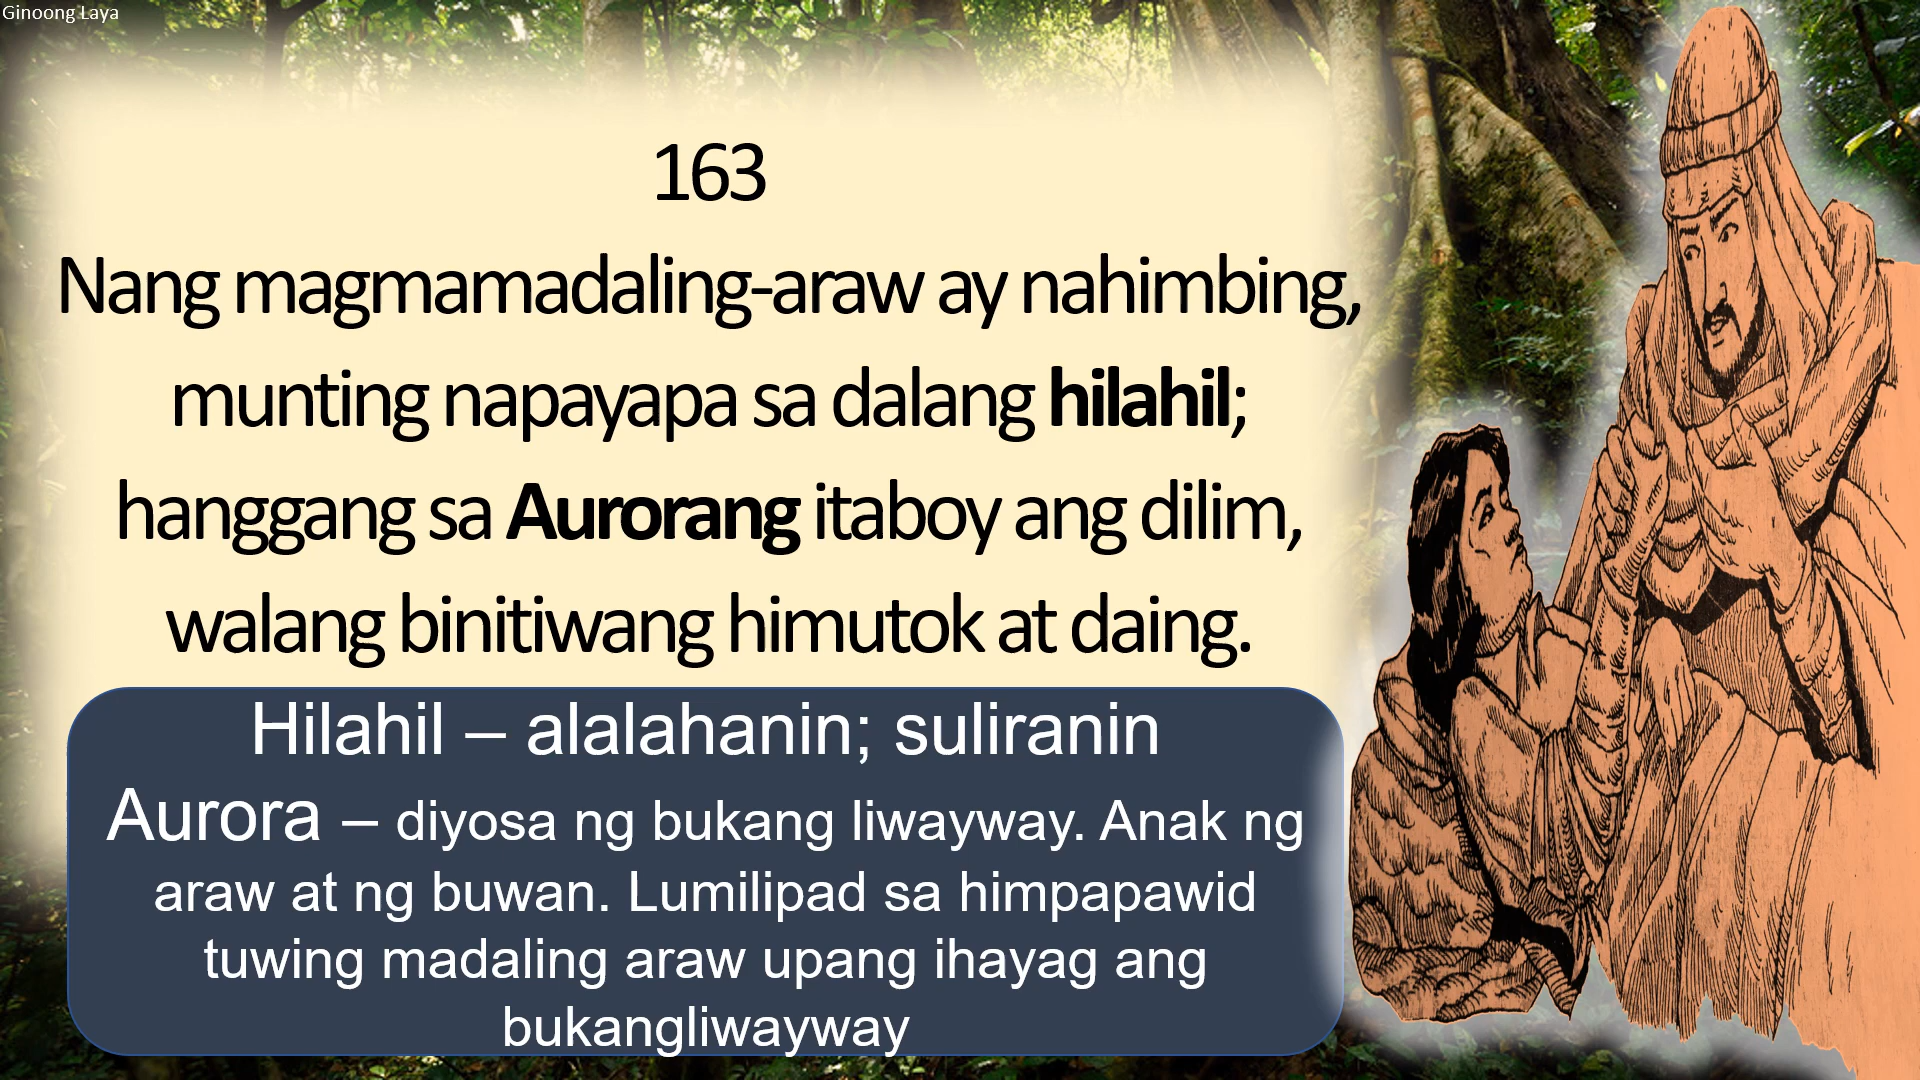 Ginoong Laya
163
Nang magmamadaling-araw ay nahimbing,
munting napayapa sa dalang hilahil;
hanggang sa Aurorang itaboy ang dilim,
walang binitiwang himutok at daing.
Hilahil – alalahanin; suliranin
Aurora – diyosa ng bukang liwayway. Anak ng
araw at ng buwan. Lumilipad sa himpapawid
tuwing madaling araw upang ihayag ang
bukangliwayway